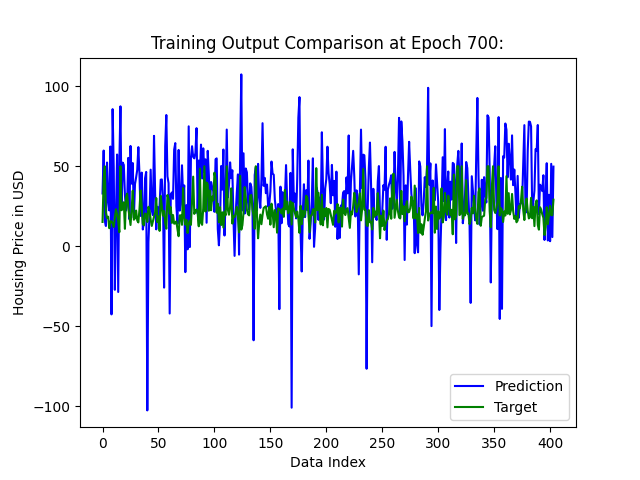 Training Output Comparison at Epoch 700:
Housing Price in USD
100
50
0
−50
−100
0 50 100 150 200 250 300 350 400
Data Index
Prediction
Target